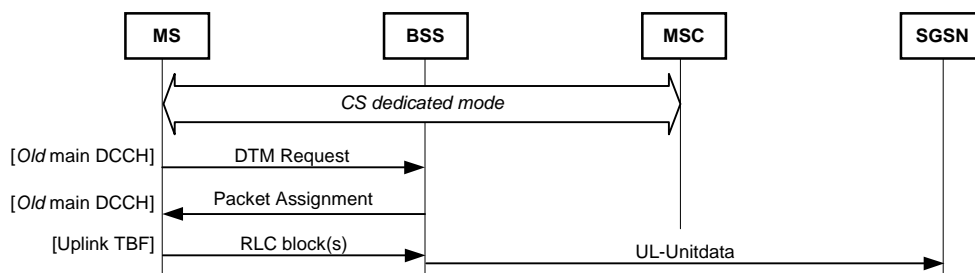 MS BSS MSC SGSN
CS dedicated mode
[Old main DCCH] DTM Request
[Old main DCCH] Packet Assignment
[Uplink TBF] RLC block(s) UL-Unitdata